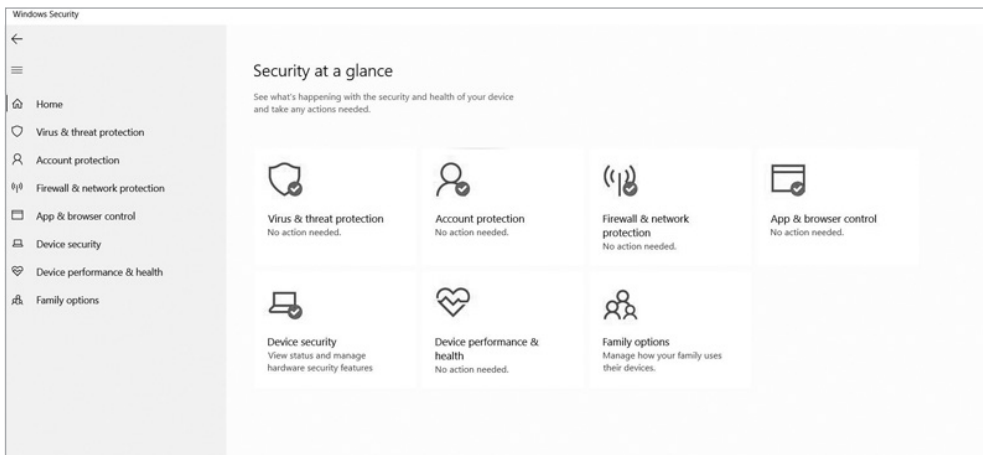 Windows Security
Home
Virus & threat protection
Account protection
Firewall & network protection
App & browser control
Device security
Device performance & health
Family options
Security at a glance
See what's happening with the security and health of your device
and take any actions needed.
Virus & threat protection
No action needed.
Account protection
No action needed.
Firewall & network
protection
No action needed.
App & browser control
No action needed.
Device security
View status and manage
hardware security features
Device performance &
health
No action needed.
Family options
Manage how your family uses
their devices.